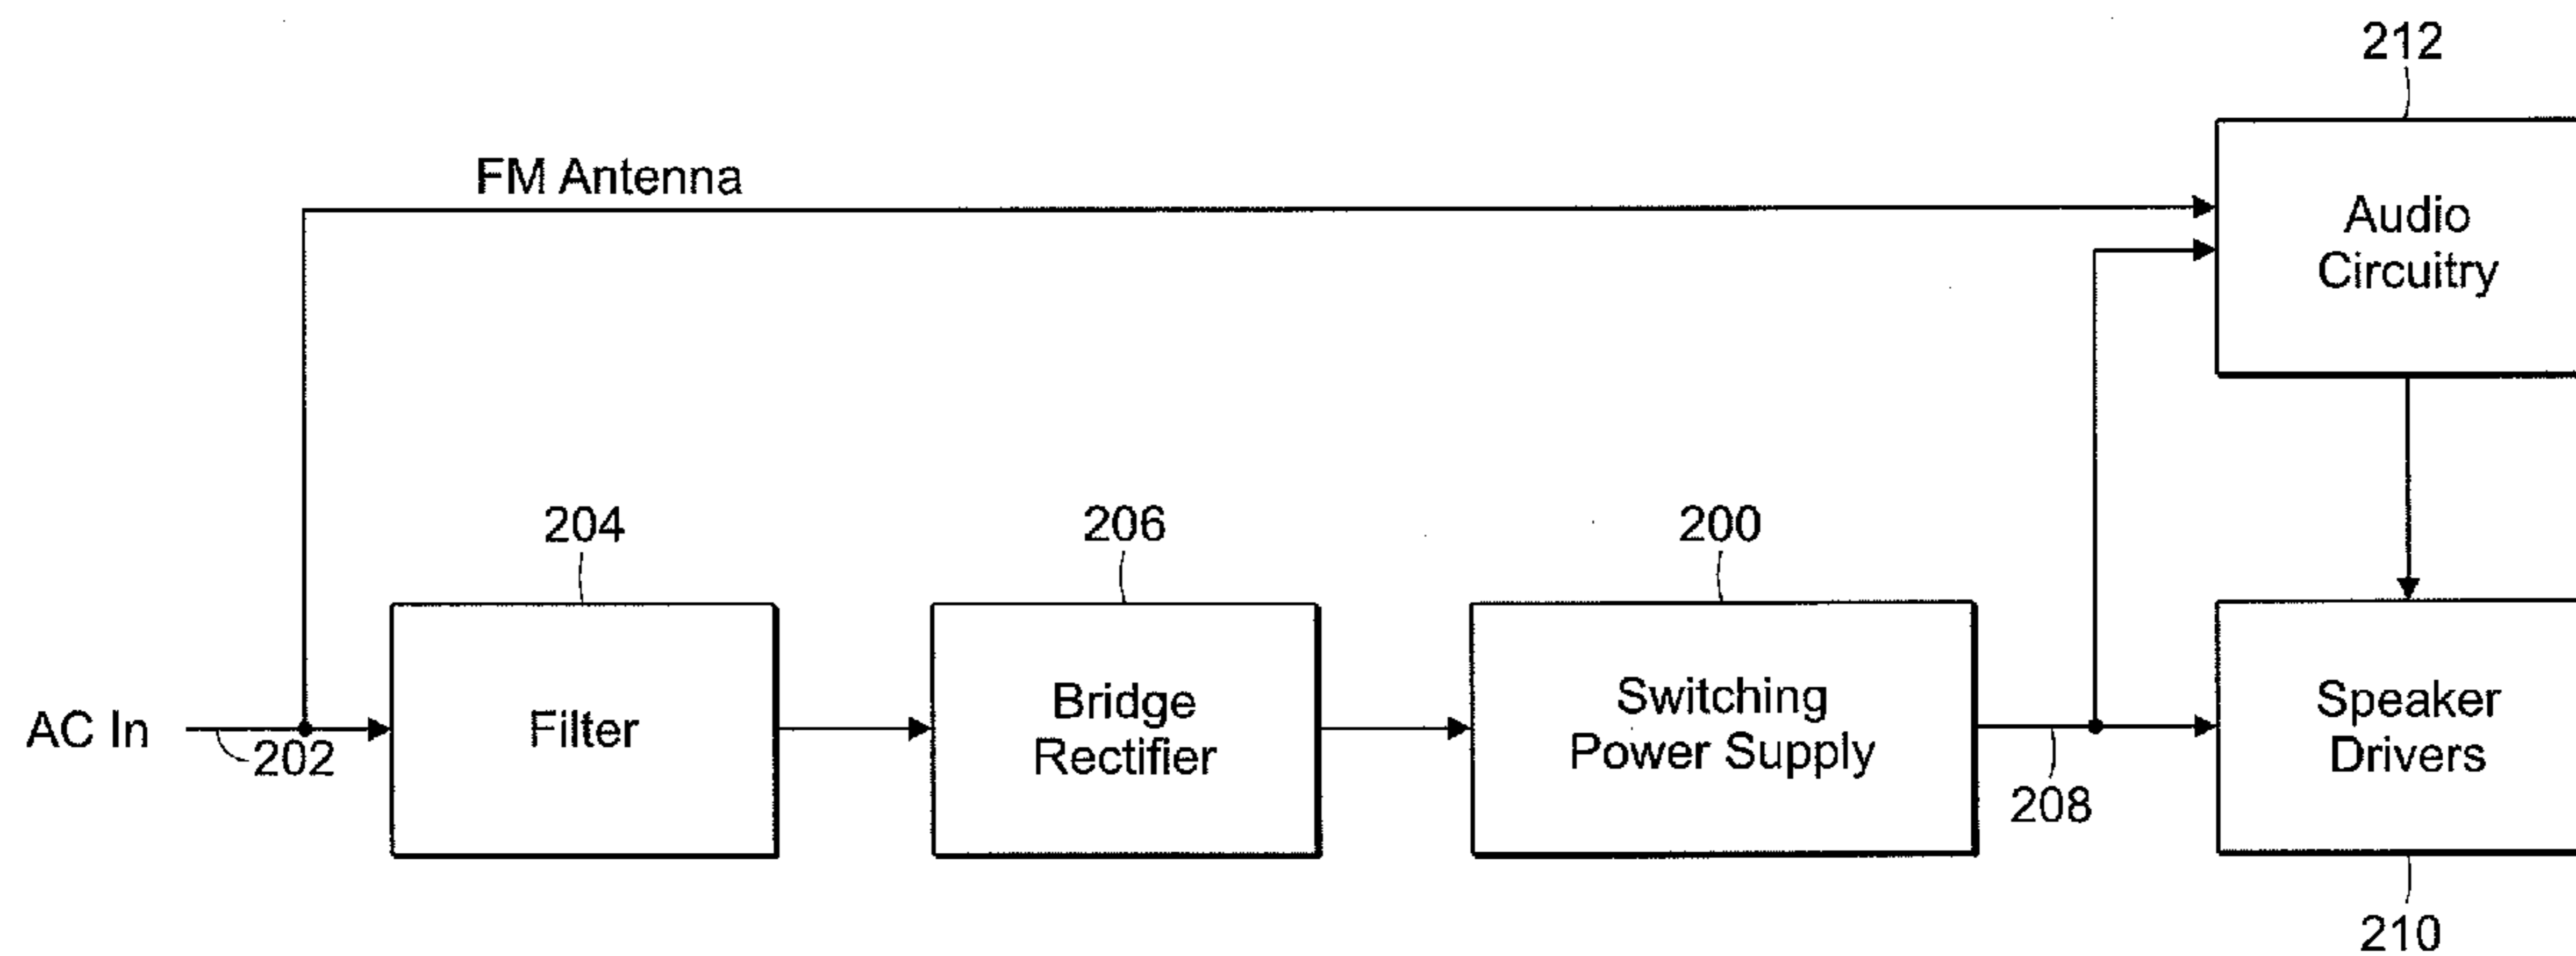 212
FM Antenna
Audio
Circuitry
204
206
200
AC In
202
Filter
Bridge
Rectifier
Switching
Power Supply
208
Speaker
Drivers
210